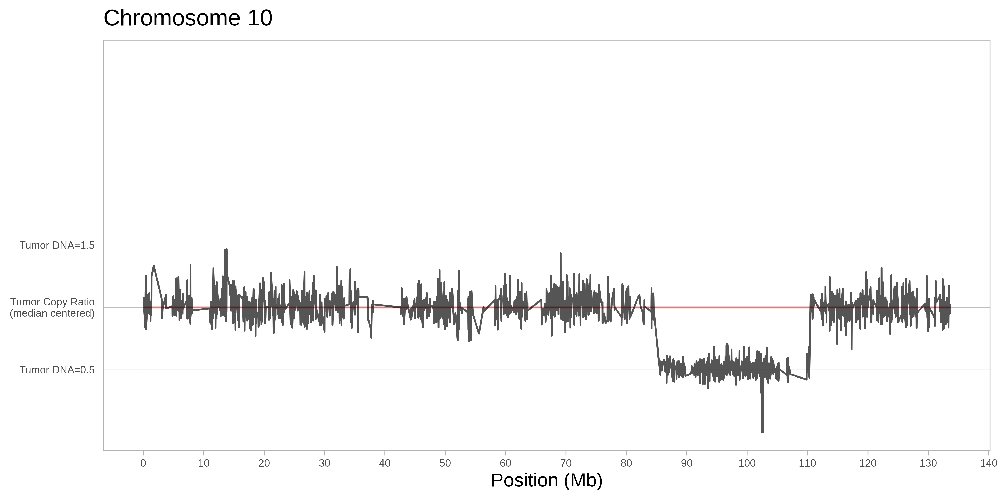 Chromosome 10
Tumor DNA=1.5
Tumor Copy Ratio
(median centered)
Tumor DNA=0.5
0 10 20 30 40 50 60 70 80 90 100 110 120 130 140
Position (Mb)